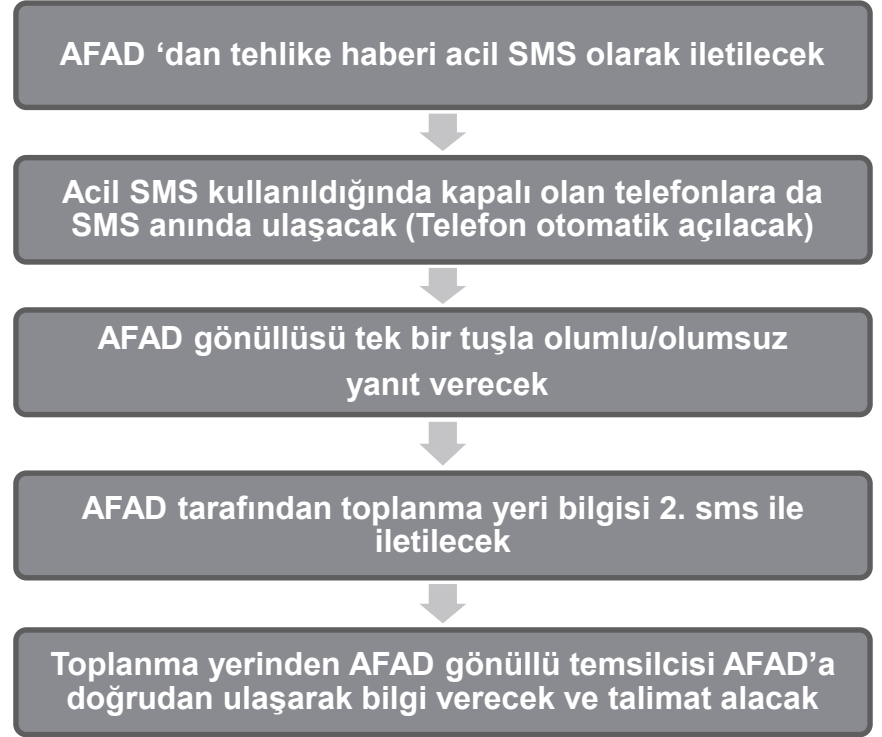 AFAD ‘dan tehlike haberi acil SMS olarak iletilecek
Acil SMS kullanıldığında kapalı olan telefonlara da
SMS anında ulaşacak (Telefon otomatik açılacak)
AFAD gönüllüsü tek bir tuşla olumlu/olumsuz
yanıt verecek
AFAD tarafından toplanma yeri bilgisi 2. sms ile
iletilecek
Toplanma yerinden AFAD gönüllü temsilcisi AFAD’a
doğrudan ulaşarak bilgi verecek ve talimat alacak